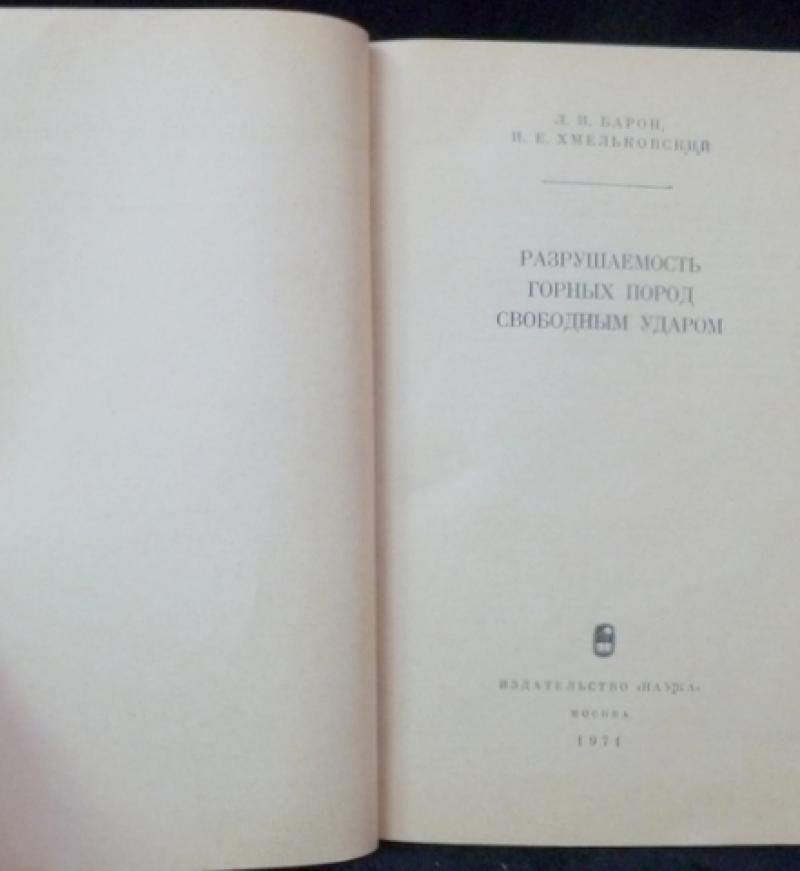 Л. И. БАРОН,
И. Е. ХМЕЛЬКОВСКИЙ
РАЗРУШАЕМОСТЬ
ГОРНЫХ ПОРОД
СВОБОДНЫМ УДАРОМ
ИЗДАТЕЛЬСТВО «НАУКА»
МОСКВА
1971